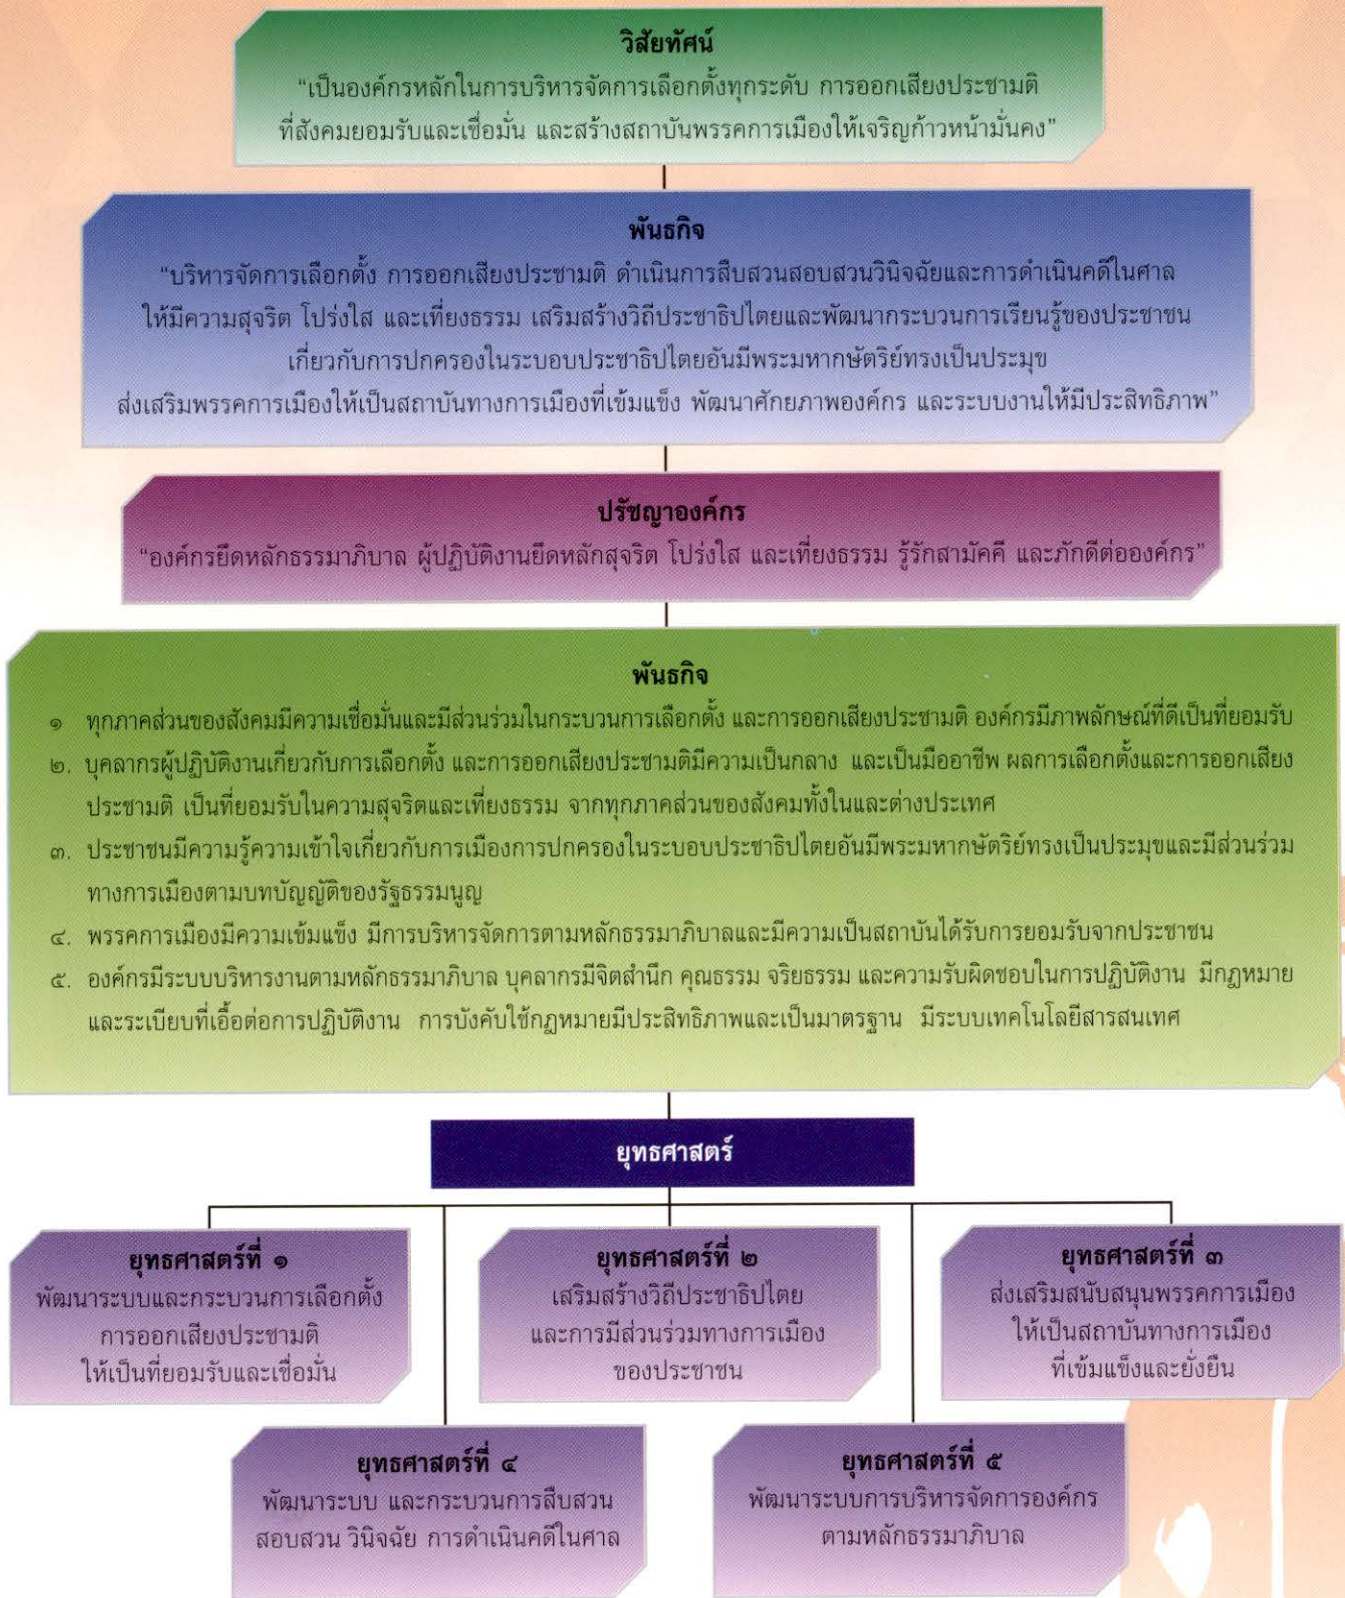 วิสัยทัศน์
“เป็นองค์กรหลักในการบริหารจัดการเลือกตั้งทุกระดับ การออกเสียงประชามติ
ที่สังคมยอมรับและเชื่อมั่น และสร้างสถาบันพรรคการเมืองให้เจริญก้าวหน้ามั่นคง”
พันธกิจ
“บริหารจัดการเลือกตั้ง การออกเสียงประชามติ ดำเนินการสืบสวนสอบสวนวินิจฉัยและการดำเนินคดีในศาล
ให้มีความสุจริต โปร่งใส และเที่ยงธรรม เสริมสร้างวิถีประชาธิปไตยและพัฒนากระบวนการเรียนรู้ของประชาชน
เกี่ยวกับการปกครองในระบอบประชาธิปไตยอันมีพระมหากษัตริย์ทรงเป็นประมุข
ส่งเสริมพรรคการเมืองให้เป็นสถาบันทางการเมืองที่เข้มแข็ง พัฒนาศักยภาพองค์กร และระบบงานให้มีประสิทธิภาพ”
ปรัชญาองค์กร
“องค์กรยึดหลักธรรมาภิบาล ผู้ปฏิบัติงานยึดหลักสุจริต โปร่งใส และเที่ยงธรรม รู้รักสามัคคี และภักดีต่อองค์กร”
พันธกิจ
๑ ทุกภาคส่วนของสังคมมีความเชื่อมั่นและมีส่วนร่วมในกระบวนการเลือกตั้ง และการออกเสียงประชามติ องค์กรมีภาพลักษณ์ที่ดีเป็นที่ยอมรับ
๒. บุคลากรผู้ปฏิบัติงานเกี่ยวกับการเลือกตั้ง และการออกเสียงประชามติมีความเป็นกลาง และเป็นมืออาชีพ ผลการเลือกตั้งและการออกเสียง
ประชามติ เป็นที่ยอมรับในความสุจริตและเที่ยงธรรม จากทุกภาคส่วนของสังคมทั้งในและต่างประเทศ
๓. ประชาชนมีความรู้ความเข้าใจเกี่ยวกับการเมืองการปกครองในระบอบประชาธิปไตยอันมีพระมหากษัตริย์ทรงเป็นประมุขและมีส่วนร่วม
ทางการเมืองตามบทบัญญัติของรัฐธรรมนูญ
๔. พรรคการเมืองมีความเข้มแข็ง มีการบริหารจัดการตามหลักธรรมาภิบาลและมีความเป็นสถาบันได้รับการยอมรับจากประชาชน
๕. องค์กรมีระบบบริหารงานตามหลักธรรมาภิบาล บุคลากรมีจิตสำนึก คุณธรรม จริยธรรม และความรับผิดชอบในการปฏิบัติงาน มีกฎหมาย
และระเบียบที่เอื้อต่อการปฏิบัติงาน การบังคับใช้กฎหมายมีประสิทธิภาพและเป็นมาตรฐาน มีระบบเทคโนโลยีสารสนเทศ
ยุทธศาสตร์
ยุทธศาสตร์ที่ ๑
พัฒนาระบบและกระบวนการเลือกตั้ง
การออกเสียงประชามติ
ให้เป็นที่ยอมรับและเชื่อมั่น
ยุทธศาสตร์ที่ ๒
เสริมสร้างวิถีประชาธิปไตย
และการมีส่วนร่วมทางการเมือง
ของประชาชน
ยุทธศาสตร์ที่ ๓
ส่งเสริมสนับสนุนพรรคการเมือง
ให้เป็นสถาบันทางการเมือง
ที่เข้มแข็งและยั่งยืน
ยุทธศาสตร์ที่ ๔
พัฒนาระบบ และกระบวนการสืบสวน
สอบสวน วินิจฉัย การดำเนินคดีในศาล
ยุทธศาสตร์ที่ ๕
พัฒนาระบบการบริหารจัดการองค์กร
ตามหลักธรรมาภิบาล